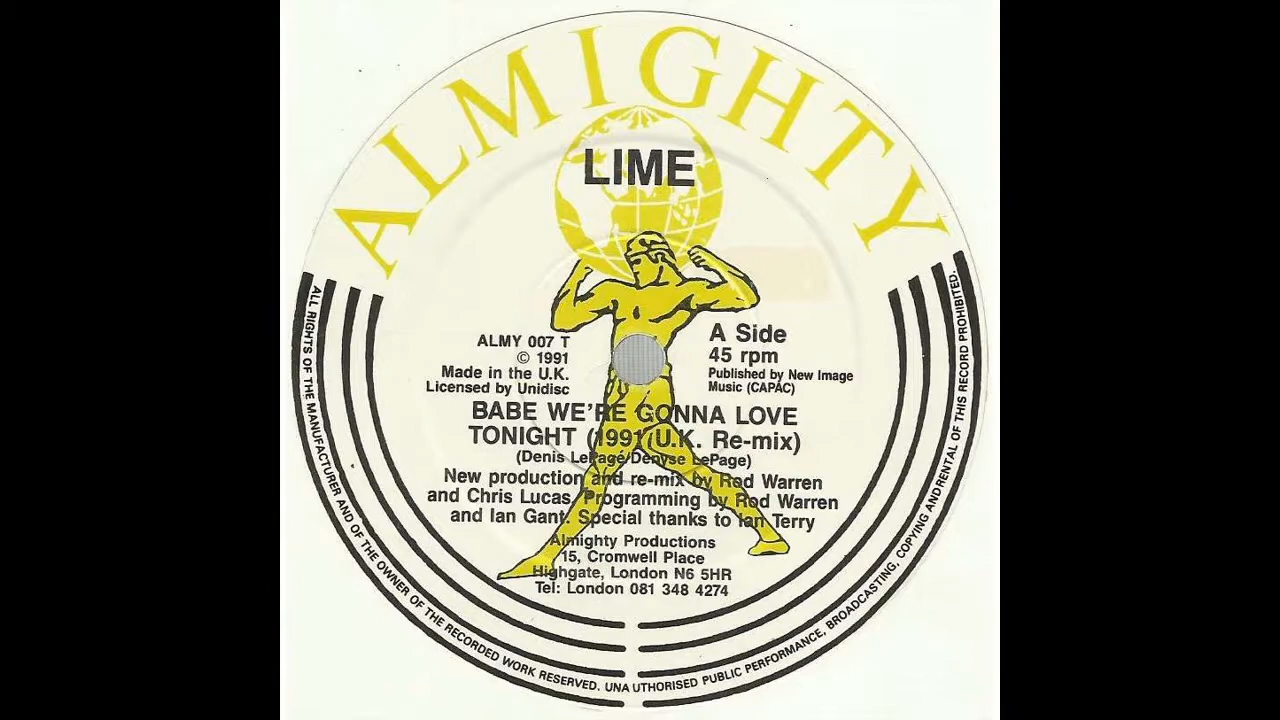 ALMIGHTY
LIME
ALMY 007 T
© 1991
Made in the U.K.
Licensed by Unidisc
A Side
45 rpm
Published by New Image
Music (CAPAC)
BABE WE'RE GONNA LOVE
TONIGHT (1991 U.K. Re-mix)
(Denis LePage/Denyse LePage)
New production and re-mix by Rod Warren
and Chris Lucas. Programming by Rod Warren
and Ian Gant. Special thanks to Ian Terry
Almighty Productions
15, Cromwell Place
Highgate, London N6 5HR
Tel: London 081 348 4274
ALL RIGHTS OF THE MANUFACTURER AND OF THE OWNER OF THE RECORDED WORK RESERVED. UNAUTHORISED PUBLIC PERFORMANCE, BROADCASTING, COPYING AND RENTAL OF THIS RECORD PROHIBITED.